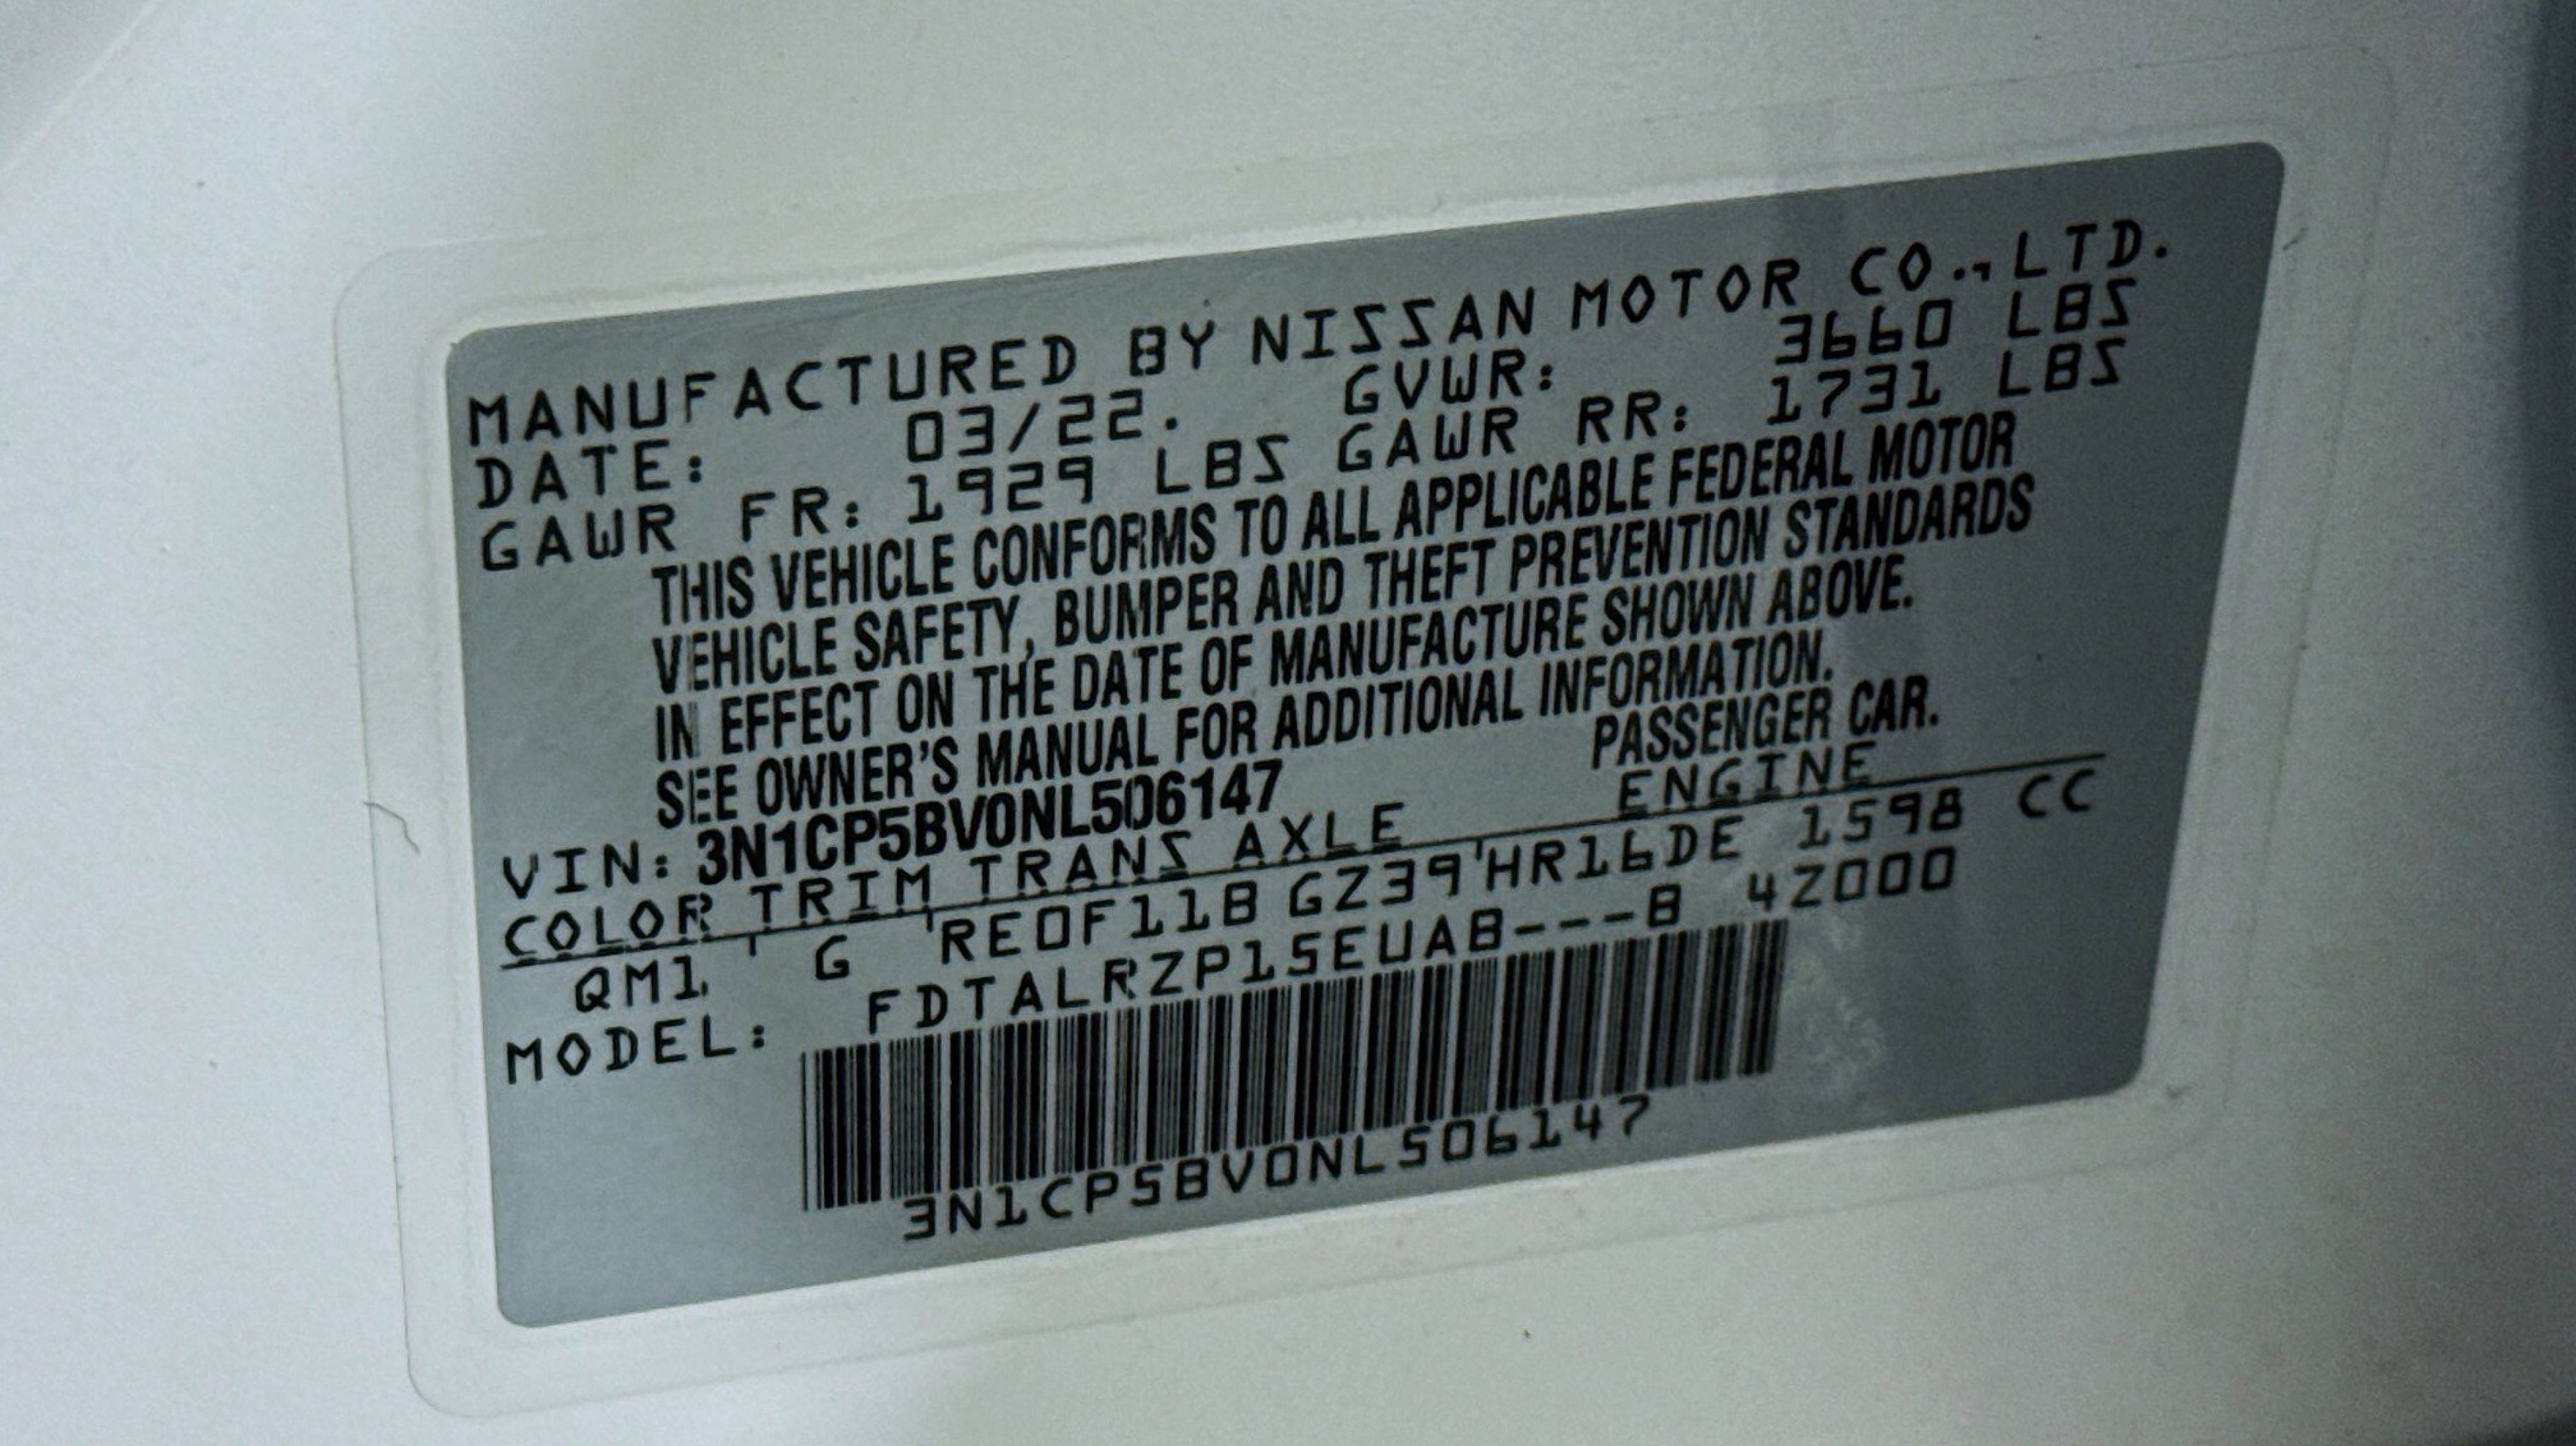 MANUFACTURED BY NISSAN MOTOR CO.,LTD.
DATE: 03/22. GVWR: 3660 LBS
GAWR FR: 1929 LBS GAWR RR: 1731 LBS
THIS VEHICLE CONFORMS TO ALL APPLICABLE FEDERAL MOTOR
VEHICLE SAFETY, BUMPER AND THEFT PREVENTION STANDARDS
IN EFFECT ON THE DATE OF MANUFACTURE SHOWN ABOVE.
SEE OWNER'S MANUAL FOR ADDITIONAL INFORMATION.
VIN: 3N1CP5BV0NL506147 PASSENGER CAR.
COLOR TRIM TRANS AXLE ENGINE
QM1 G RE0F11B GZ39 HR16DE 1598 CC
MODEL: FDTALRZP15EUAB---B 4Z000
3N1CP5BV0NL506147